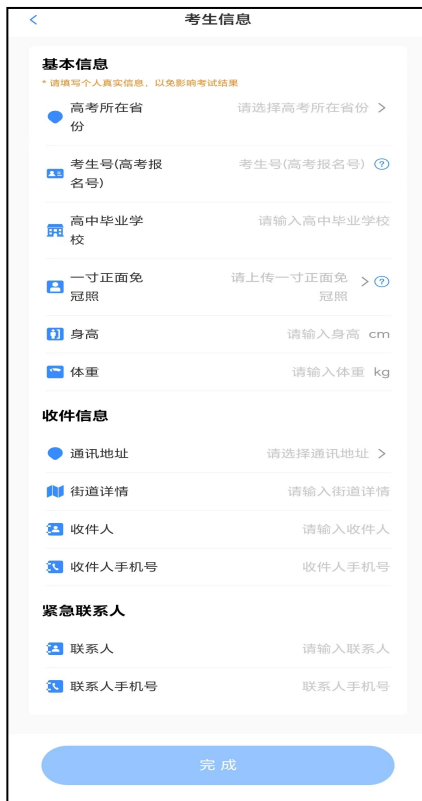 考生信息
基本信息
* 请填写个人真实信息，以免影响考试结果
高考所在省
份
请选择高考所在省份 >
考生号(高考报
名号)
考生号(高考报名号) ?
高中毕业学
校
请输入高中毕业学校
一寸正面免
冠照
请上传一寸正面免
冠照
> ?
身高 请输入身高 cm
体重 请输入体重 kg
收件信息
通讯地址 请选择通讯地址 >
街道详情 请输入街道详情
收件人 请输入收件人
收件人手机号 收件人手机号
紧急联系人
联系人 请输入联系人
联系人手机号 联系人手机号
完成